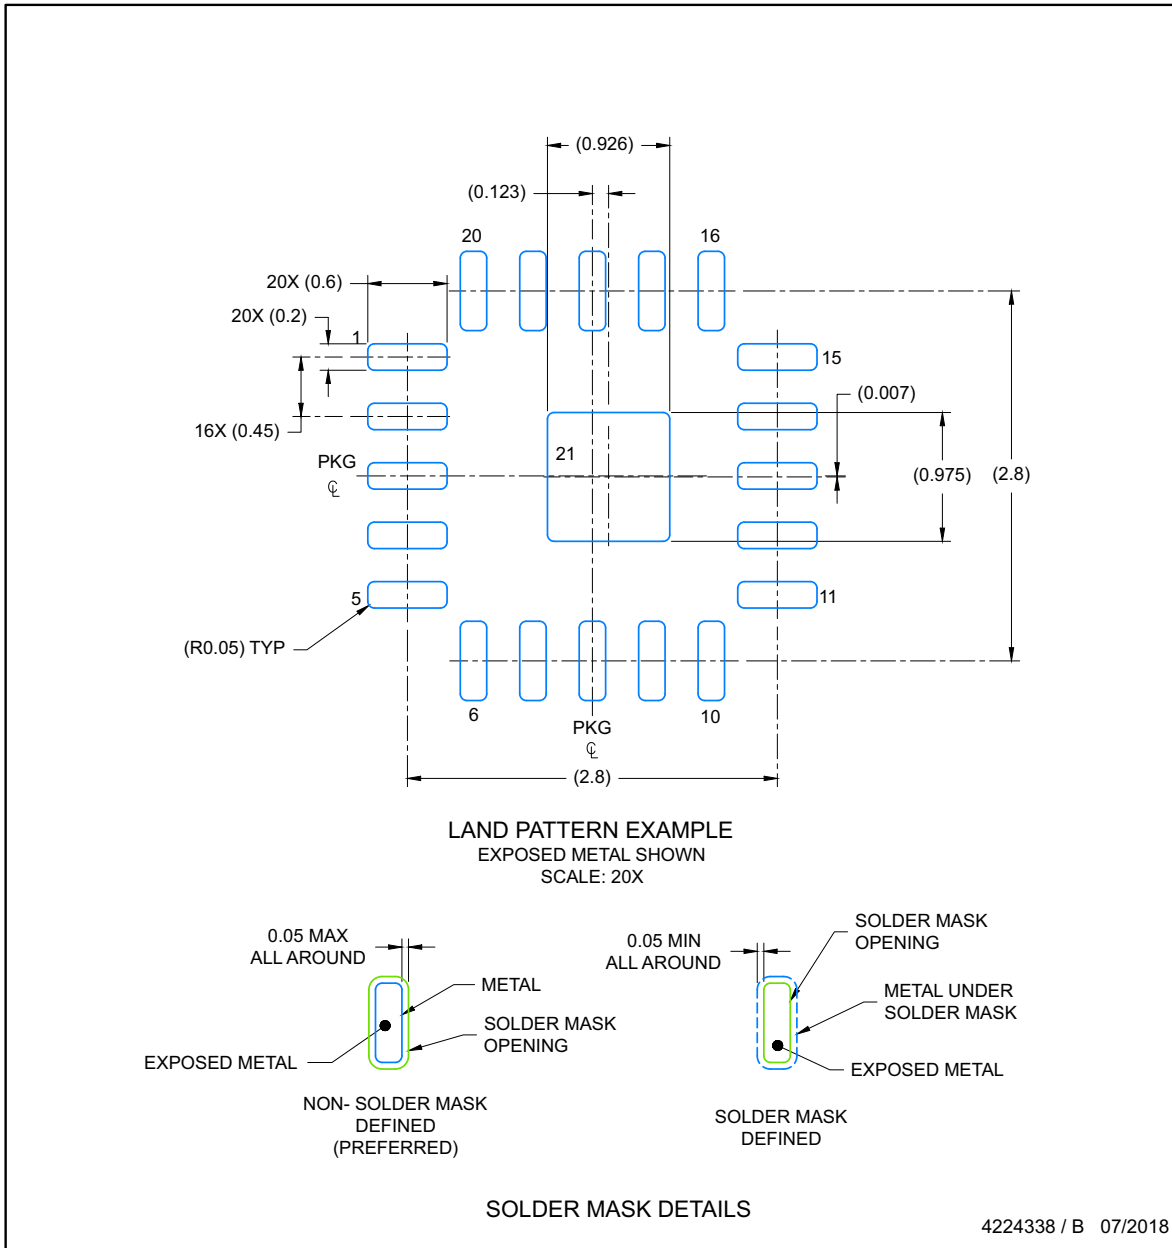 (0.926)
(0.123)
20
16
20X (0.6)
20X (0.2)
1
15
(0.007)
16X (0.45)
21
PKG
℄
(0.975)
(2.8)
5
11
(R0.05) TYP
6
10
PKG
℄
(2.8)
LAND PATTERN EXAMPLE
EXPOSED METAL SHOWN
SCALE: 20X
0.05 MAX
ALL AROUND
METAL
SOLDER MASK
OPENING
EXPOSED METAL
NON- SOLDER MASK
DEFINED
(PREFERRED)
0.05 MIN
ALL AROUND
SOLDER MASK
OPENING
METAL UNDER
SOLDER MASK
EXPOSED METAL
SOLDER MASK
DEFINED
SOLDER MASK DETAILS
4224338 / B 07/2018